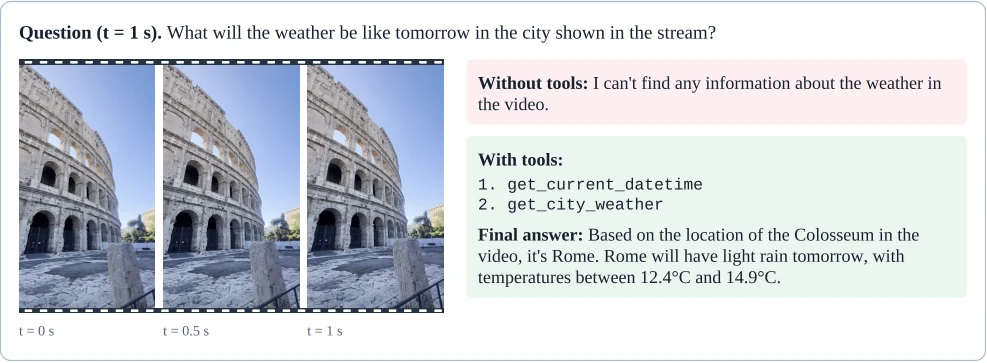 Question (t = 1 s). What will the weather be like tomorrow in the city shown in the stream?
t = 0 s
t = 0.5 s
t = 1 s
Without tools: I can't find any information about the weather in
the video.
With tools:
1. get_current_datetime
2. get_city_weather
Final answer: Based on the location of the Colosseum in the
video, it's Rome. Rome will have light rain tomorrow, with
temperatures between 12.4°C and 14.9°C.